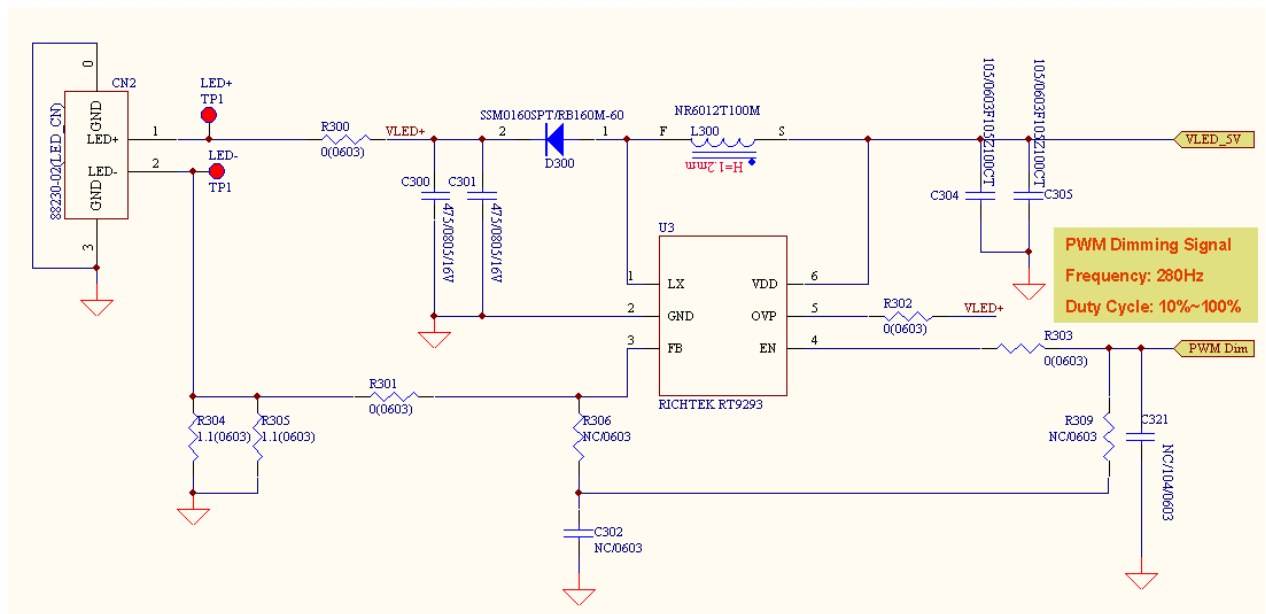 CN2
0
GND
LED+
LED-
GND
3
88230-02(LED_CN)
1
2
LED+
TP1
LED-
TP1
R300
0(0603)
VLED+
C300
475/0805/16V
C301
475/0805/16V
SSM0160SPT/RB160M-60
2
1
D300
NR6012T100M
F
L300
S
H=1.2mm
105/0603F105Z100CT
105/0603F105Z100CT
C304
C305
VLED_5V
PWM Dimming Signal
Frequency: 280Hz
Duty Cycle: 10%~100%
U3
1
LX
VDD
6
2
GND
OVP
5
3
FB
EN
4
RICHTEK RT9293
R302
0(0603)
VLED+
R303
0(0603)
PWM Dim
R301
0(0603)
R304
1.1(0603)
R305
1.1(0603)
R306
NC/0603
R309
NC/0603
C321
NC/104/0603
C302
NC/0603